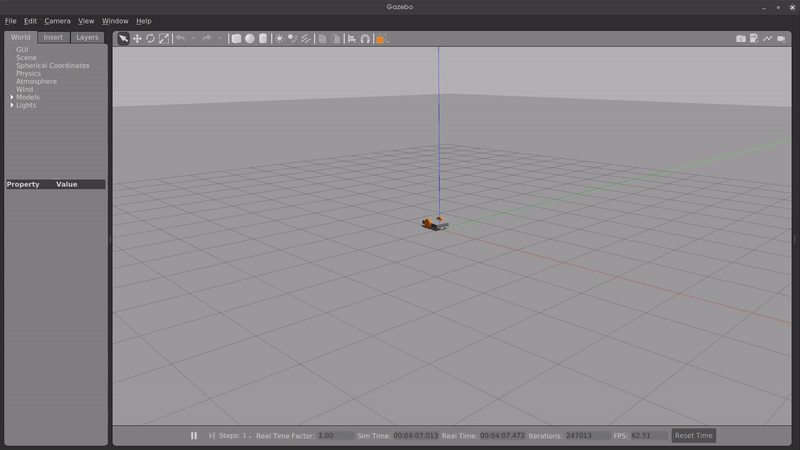 Gazebo
File Edit Camera View Window Help
World Insert Layers
GUI
Scene
Spherical Coordinates
Physics
Atmosphere
Wind
Models
Lights
Property Value
Steps: 1 Real Time Factor: 1.00 Sim Time: 00:04:07.013 Real Time: 00:04:07.472 Iterations: 247013 FPS: 62.51 Reset Time